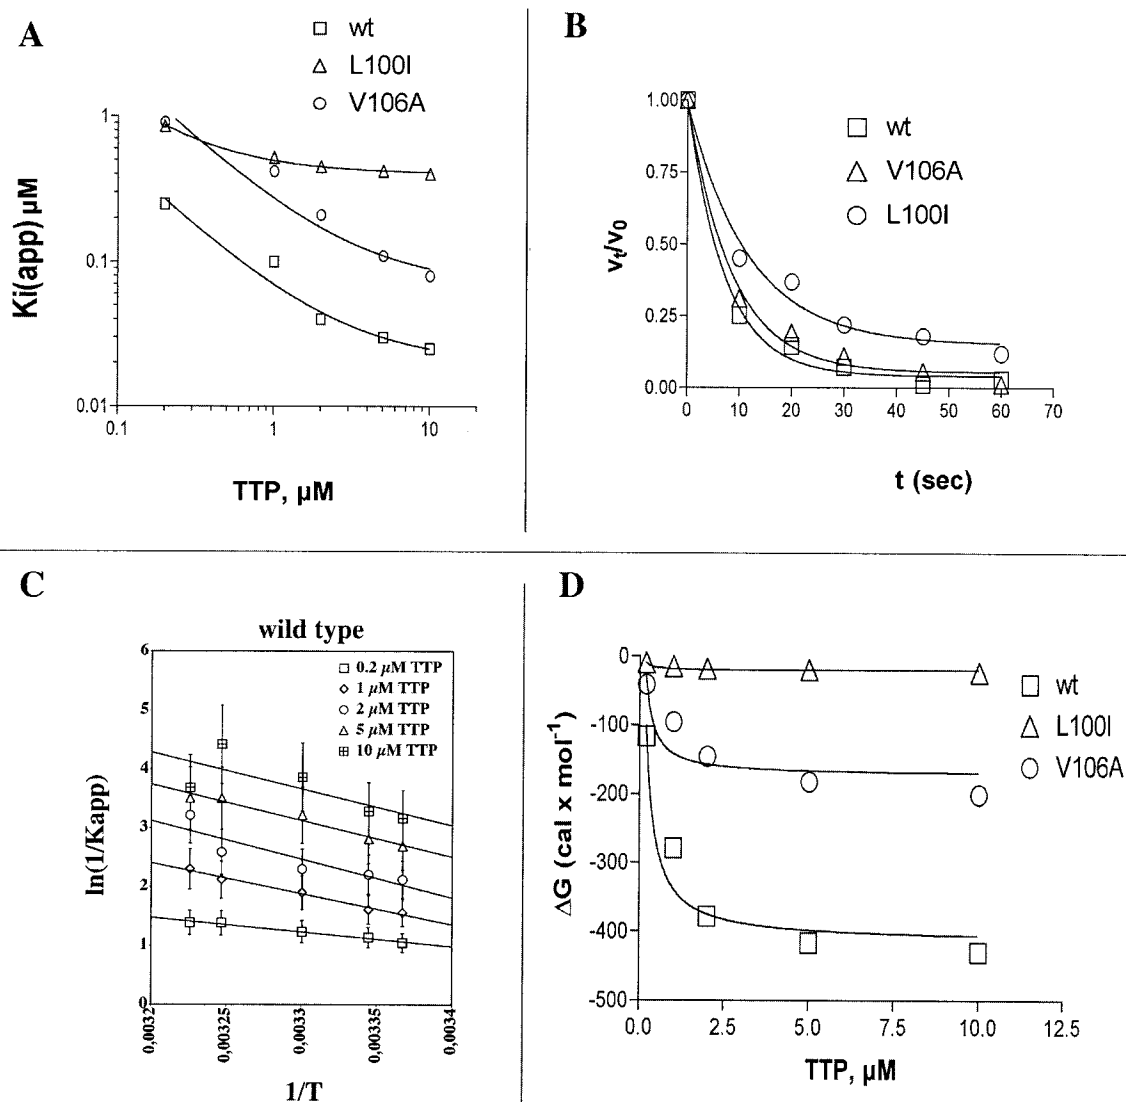 A
wt
L100I
V106A
Ki(app) µM
1
0.1
0.01
0.1
1
10
TTP, µM
B
wt
V106A
L100I
vt/v0
1.00
0.75
0.50
0.25
0.00
0
10
20
30
40
50
60
70
t (sec)
C
wild type
0.2 µM TTP
1 µM TTP
2 µM TTP
5 µM TTP
10 µM TTP
ln(1/Kapp)
6
5
4
3
2
1
0
0,0032
0,00325
0,0033
0,00335
0,0034
1/T
D
wt
L100I
V106A
ΔG (cal x mol-1)
0
-100
-200
-300
-400
-500
0.0
2.5
5.0
7.5
10.0
12.5
TTP, µM